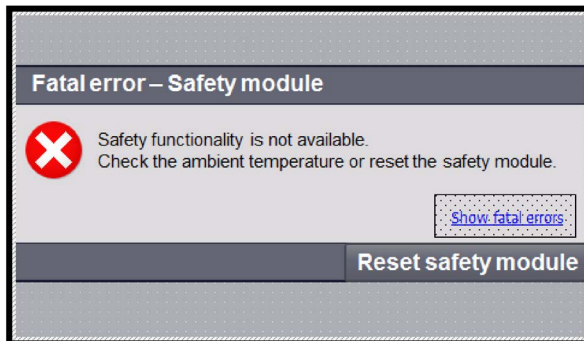 Fatal error – Safety module
Safety functionality is not available.
Check the ambient temperature or reset the safety module.
Show fatal errors
Reset safety module